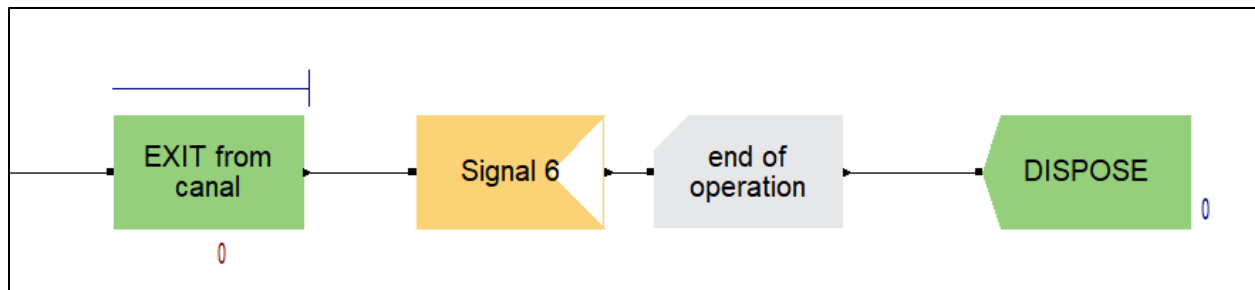 EXIT from
canal
Signal 6
end of
operation
DISPOSE
0
0